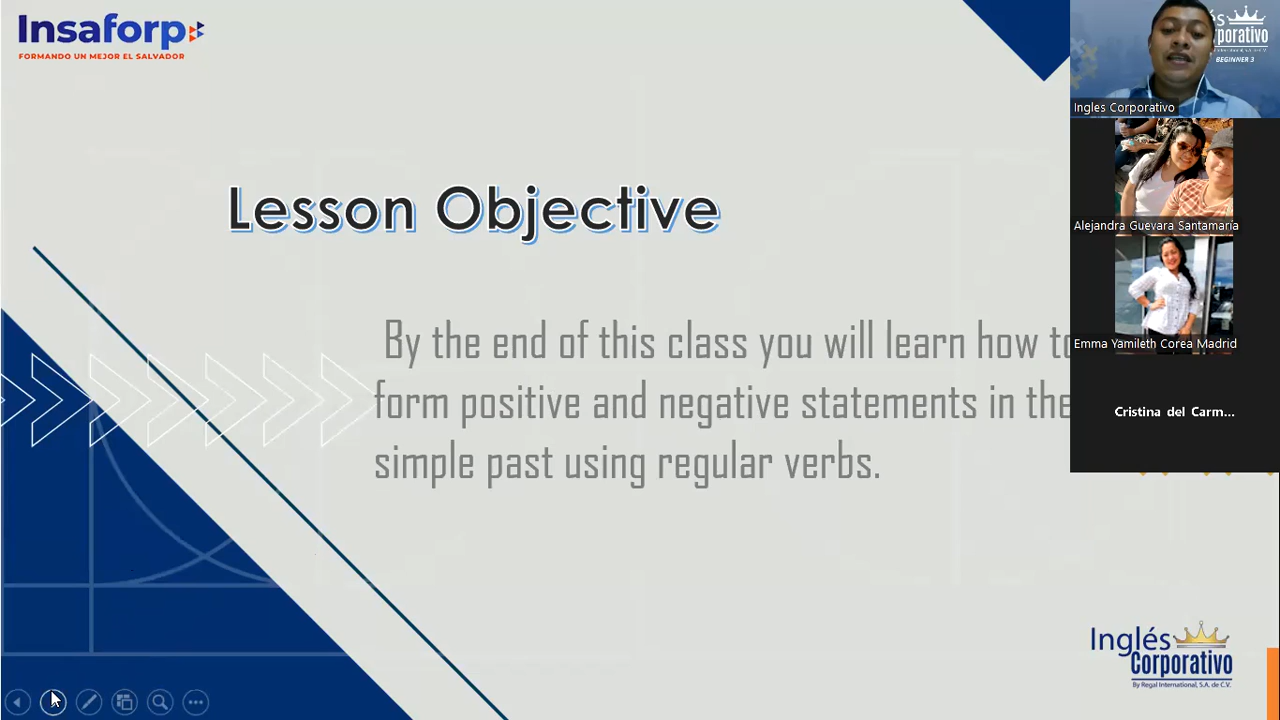 Insaforp
FORMANDO UN MEJOR EL SALVADOR
Lesson Objective
By the end of this class you will learn how to
form positive and negative statements in the
simple past using regular verbs.
Inglés
Corporativo
By Regal International, S.A. de C.V.
porativo
BEGINNER 3
Ingles Corporativo
Alejandra Guevara Santamaría
Emma Yamileth Corea Madrid
Cristina del Carm...